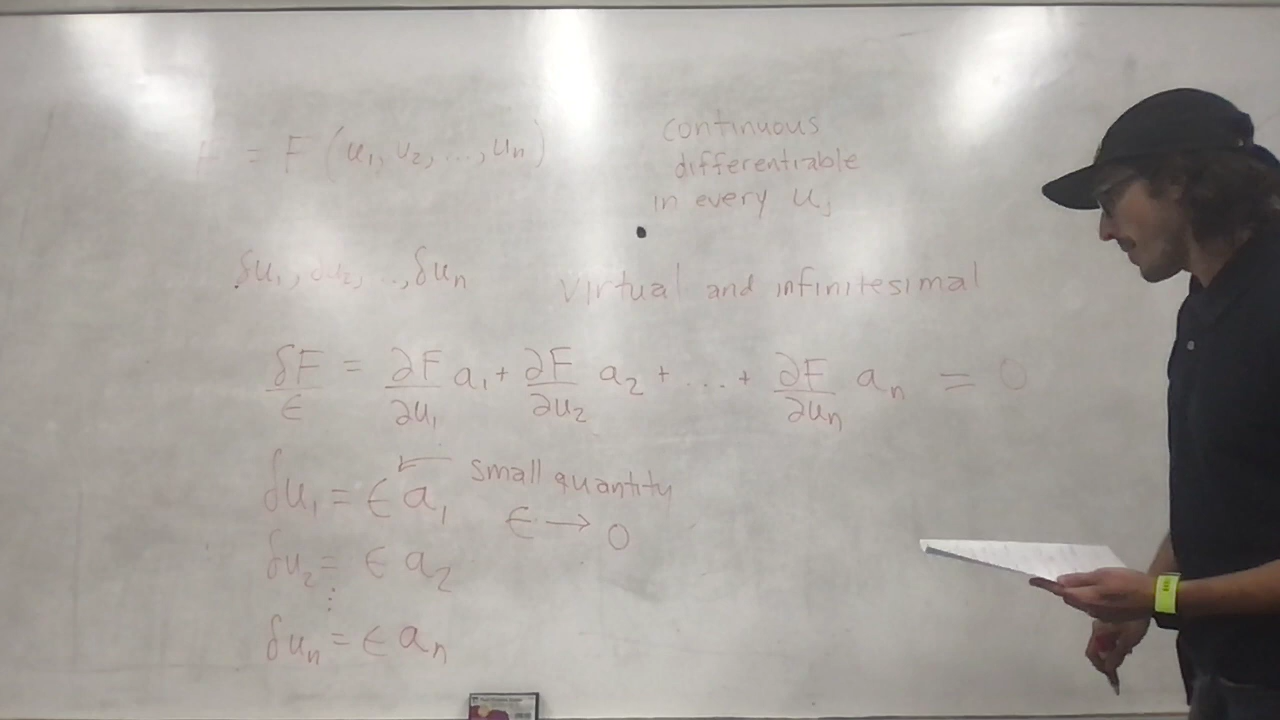 F = F (u₁, u₂, ..., uₙ)
continuous
differentiable
in every uⱼ
δu₁, δu₂, ..., δuₙ
virtual and infinitesimal
δF/ϵ = ∂F/∂u₁ a₁ + ∂F/∂u₂ a₂ + ... + ∂F/∂uₙ aₙ = 0
δu₁ = ϵ a₁
small quantity
ϵ → 0
δu₂ = ϵ a₂
⋮
δuₙ = ϵ aₙ